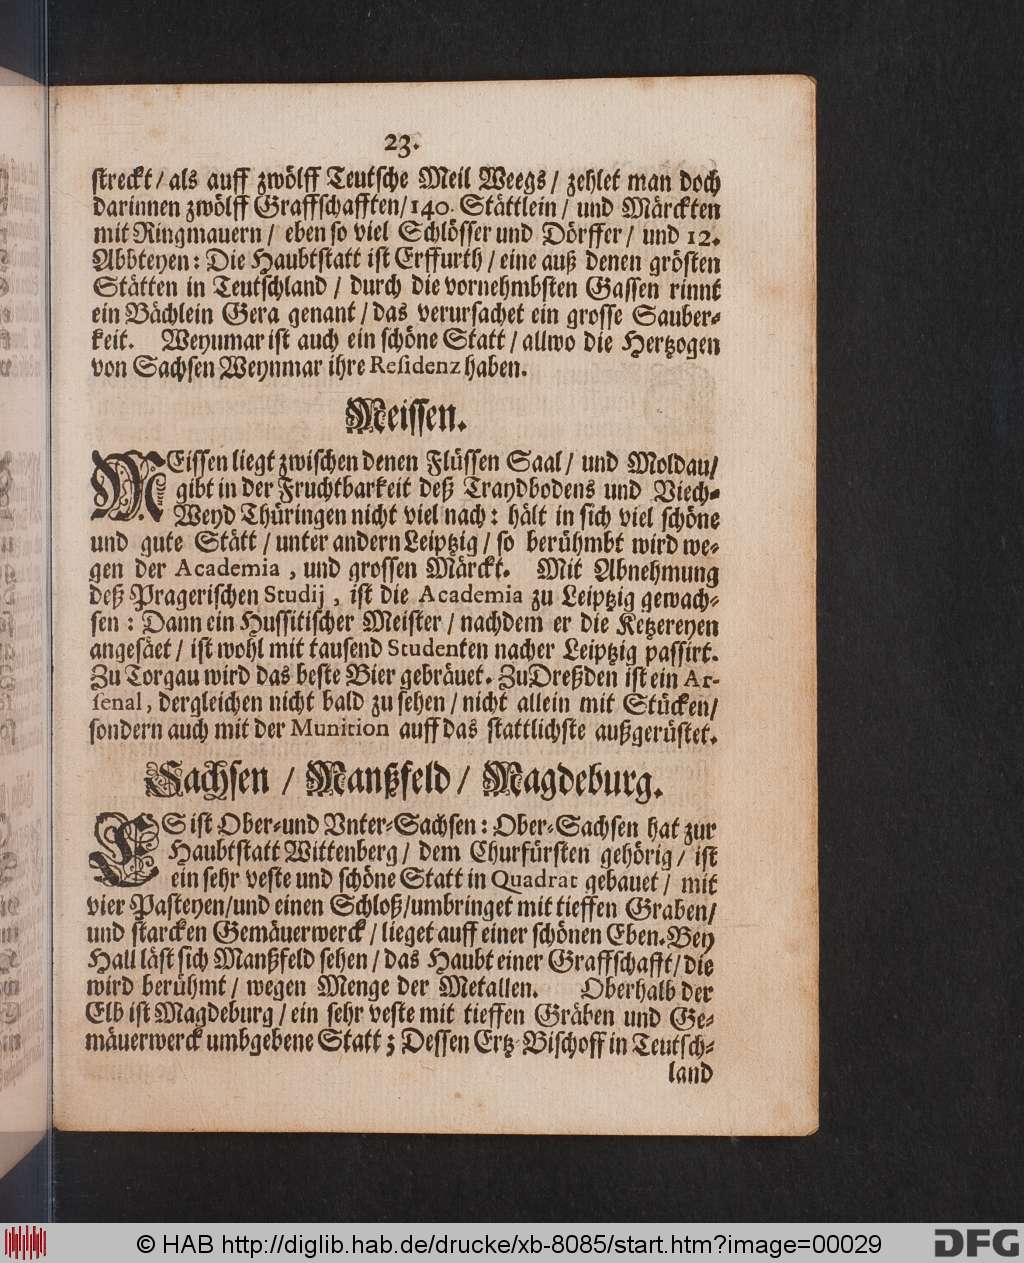 23.
streckt / als auff zwölff Teutsche Meil Weegs / zehlet man doch
darinnen zwölff Graffschafften / 140. Stättlein / und Märckten
mit Ringmauern / eben so viel Schlösser und Dörffer / und 12.
Abbteyen: Die Haubtstatt ist Erffurth / eine auß denen grösten
Stätten in Teutschland / durch die vornehmbsten Gassen rinnt
ein Bächlein Gera genant / das verursachet ein grosse Sauber-
keit. Weynmar ist auch ein schöne Statt / allwo die Hertzogen
von Sachsen Weynmar ihre Residenz haben.
Meissen.
MEissen liegt zwischen denen Flüssen Saal / und Moldau /
gibt in der Fruchtbarkeit deß Traydbodens und Viech-
Weyd Thüringen nicht viel nach: hält in sich viel schöne
und gute Stätt / unter andern Leiptzig / so berühmbt wird we-
gen der Academia, und grossen Märckt. Mit Abnehmung
deß Pragerischen Studij, ist die Academia zu Leiptzig gewach-
sen: Dann ein Hussitischer Meister / nachdem er die Ketzereyen
angesäet / ist wohl mit tausend Studenten nacher Leiptzig passirt.
Zu Torgau wird das beste Bier gebräuet. Zu Dreßden ist ein Ar-
senal, dergleichen nicht bald zu sehen / nicht allein mit Stücken /
sondern auch mit der Munition auff das stattlichste außgerüstet.
Sachsen / Manßfeld / Magdeburg.
ES ist Ober- und Vnter-Sachsen: Ober-Sachsen hat zur
Haubtstatt Wittenberg / dem Churfürsten gehörig / ist
ein sehr veste und schöne Statt in Quadrat gebauet / mit
vier Pasteyen / und einen Schloß / umbringet mit tieffen Graben /
und starcken Gemäuerwerck / lieget auff einer schönen Eben. Bey
Hall läst sich Manßfeld sehen / das Haubt einer Graffschafft / die
wird berühmt / wegen Menge der Metallen. Oberhalb der
Elb ist Magdeburg / ein sehr veste mit tieffen Gräben und Ge-
mäuerwerck umbgebene Statt; Dessen Ertz-Bischoff in Teutsch-
land
© HAB http://diglib.hab.de/drucke/xb-8085/start.htm?image=00029
DFG